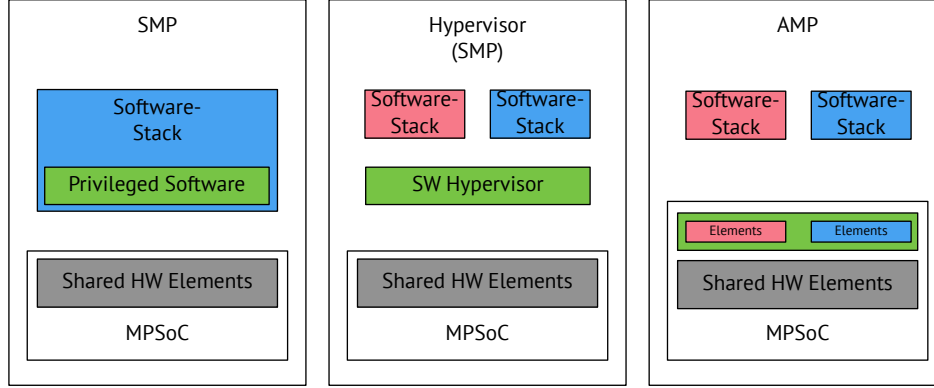 SMP
Software-
Stack
Privileged Software
Shared HW Elements
MPSoC
Hypervisor
(SMP)
Software-
Stack
Software-
Stack
SW Hypervisor
Shared HW Elements
MPSoC
AMP
Software-
Stack
Software-
Stack
Elements
Elements
Shared HW Elements
MPSoC